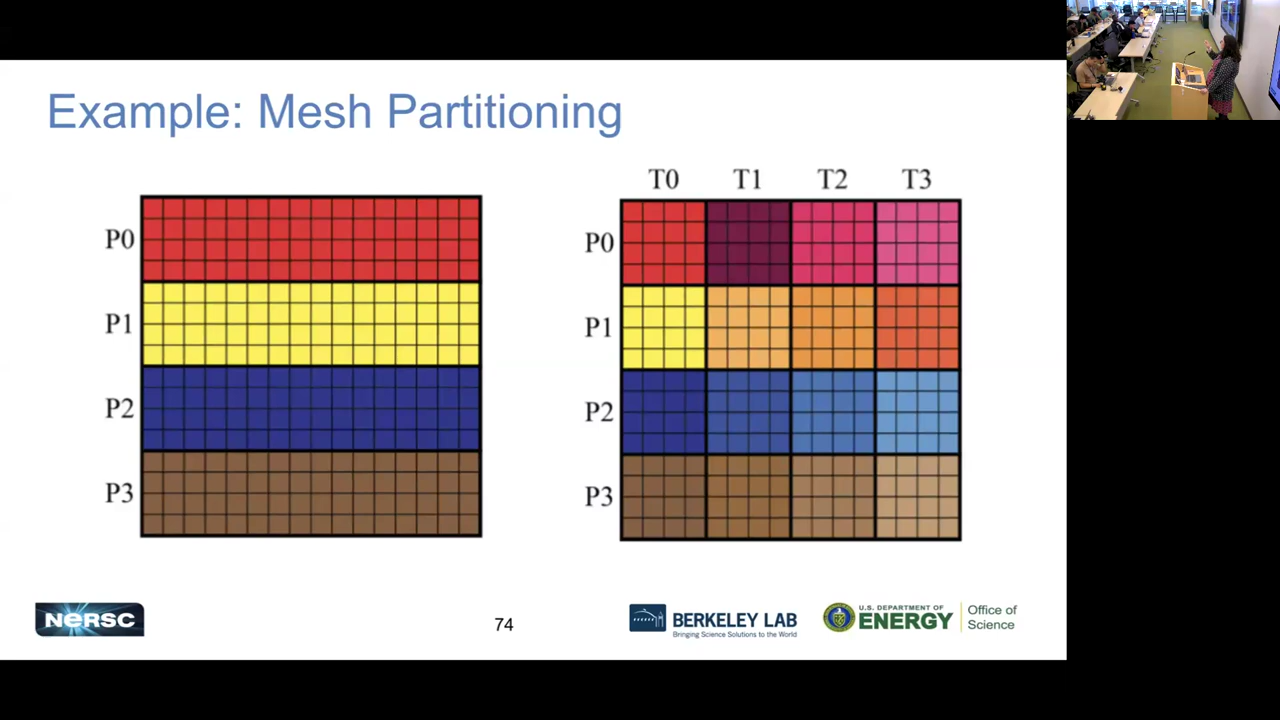 Example: Mesh Partitioning
P0
P1
P2
P3
T0 T1 T2 T3
P0
P1
P2
P3
NERSC
74
BERKELEY LAB
Bringing Science Solutions to the World
U.S. DEPARTMENT OF
ENERGY
Office of
Science